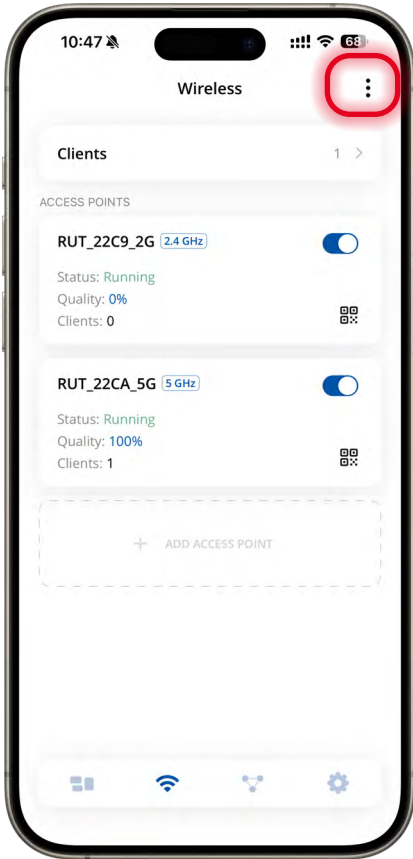 10:47
68
Wireless
Clients
1
ACCESS POINTS
RUT_22C9_2G 2.4 GHz
Status: Running
Quality: 0%
Clients: 0
RUT_22CA_5G 5 GHz
Status: Running
Quality: 100%
Clients: 1
+ ADD ACCESS POINT